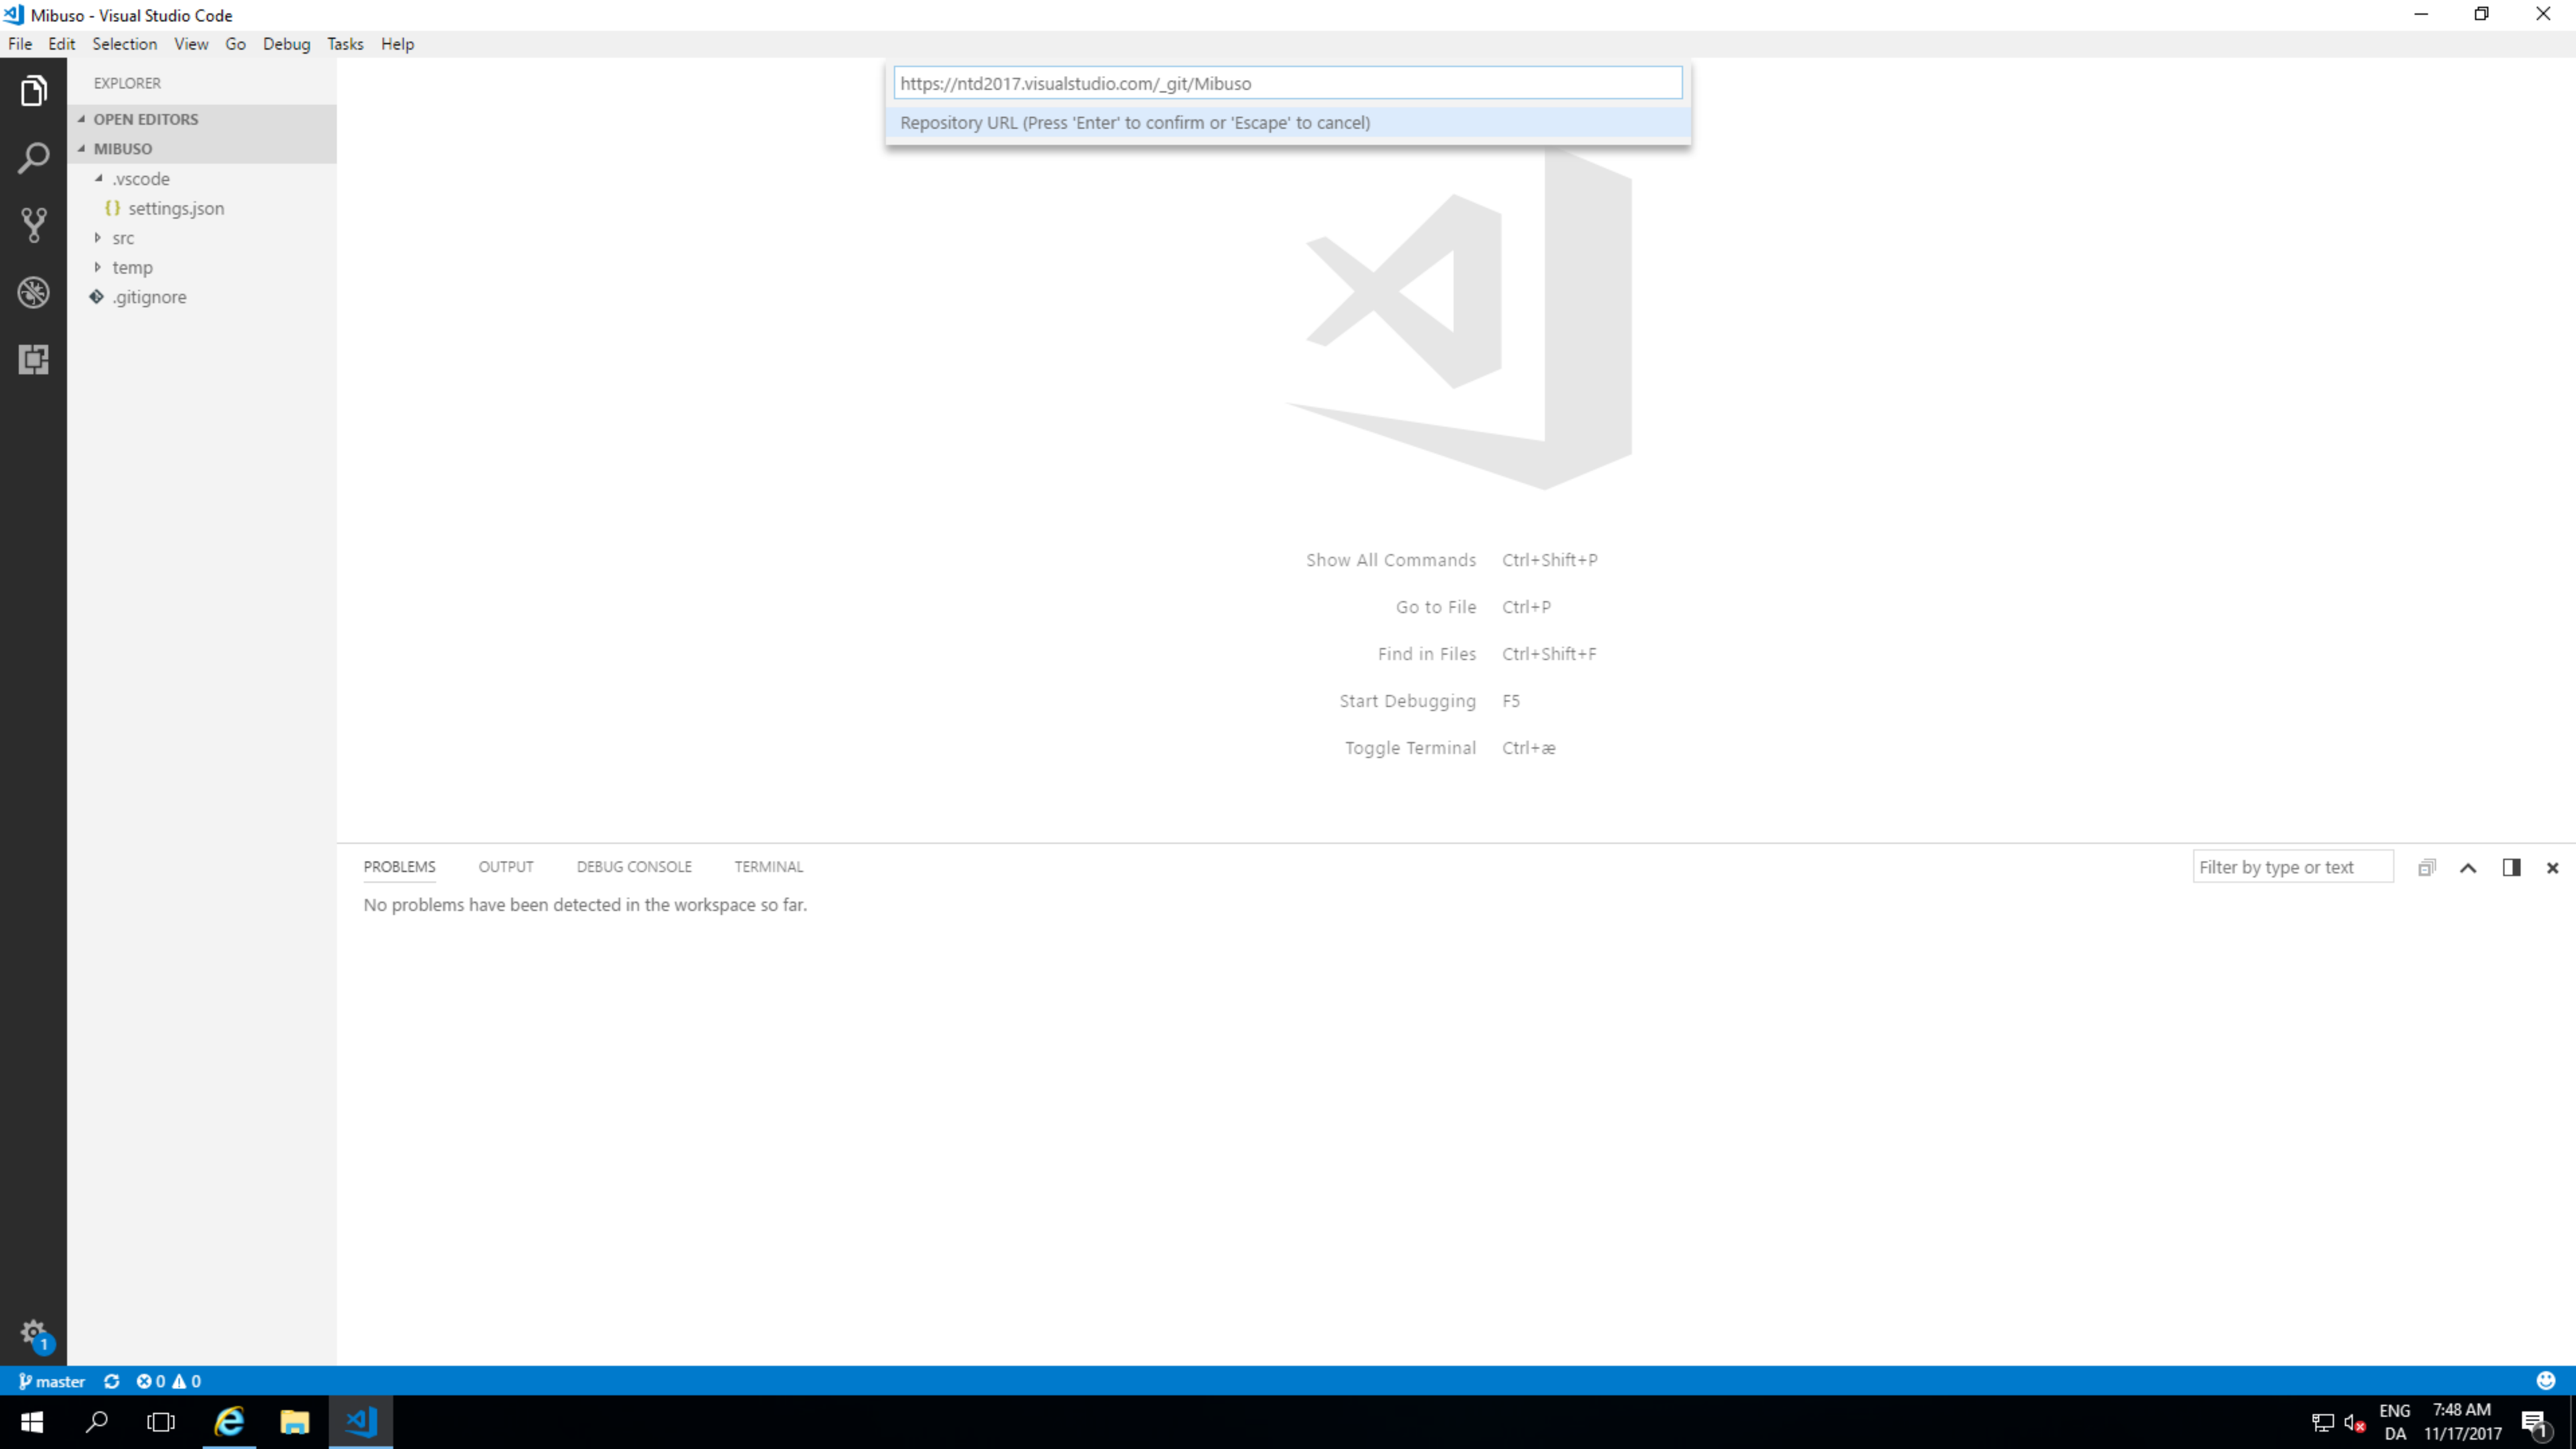 Mibuso - Visual Studio Code
File Edit Selection View Go Debug Tasks Help
EXPLORER
OPEN EDITORS
MIBUSO
.vscode
{} settings.json
src
temp
.gitignore
https://ntd2017.visualstudio.com/_git/Mibuso
Repository URL (Press 'Enter' to confirm or 'Escape' to cancel)
Show All Commands Ctrl+Shift+P
Go to File Ctrl+P
Find in Files Ctrl+Shift+F
Start Debugging F5
Toggle Terminal Ctrl+æ
PROBLEMS OUTPUT DEBUG CONSOLE TERMINAL Filter by type or text
No problems have been detected in the workspace so far.
1
master 0 0
ENG 7:48 AM
DA 11/17/2017 1